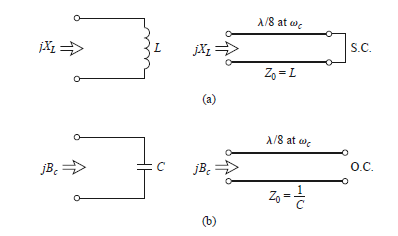 λ/8 at ω_c
jX_L
L
jX_L
S.C.
Z_0 = L
(a)
λ/8 at ω_c
jB_c
C
jB_c
O.C.
Z_0 = 1/C
(b)